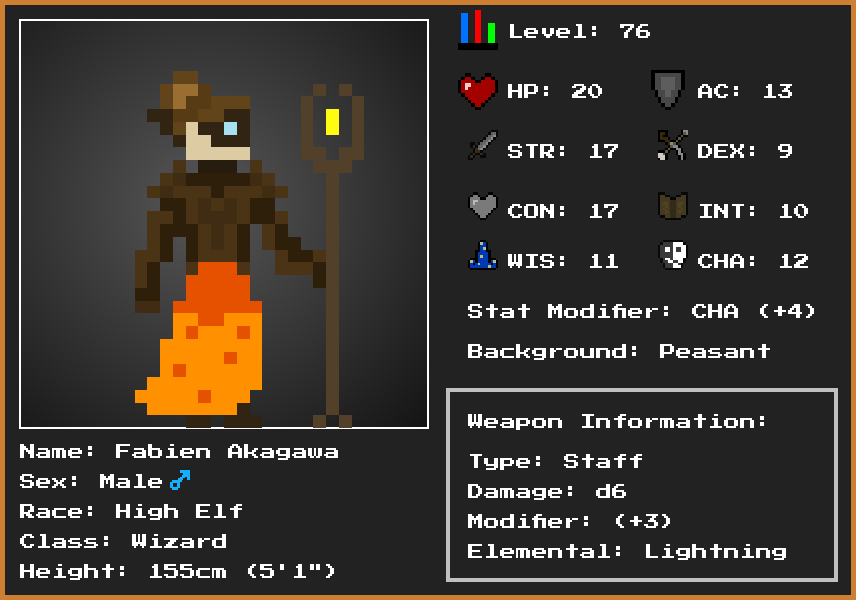 Level: 76
HP: 20 AC: 13
STR: 17 DEX: 9
CON: 17 INT: 10
WIS: 11 CHA: 12
Stat Modifier: CHA (+4)
Background: Peasant
Weapon Information:
Type: Staff
Damage: d6
Modifier: (+3)
Elemental: Lightning
Name: Fabien Akagawa
Sex: Male♂
Race: High Elf
Class: Wizard
Height: 155cm (5'1")